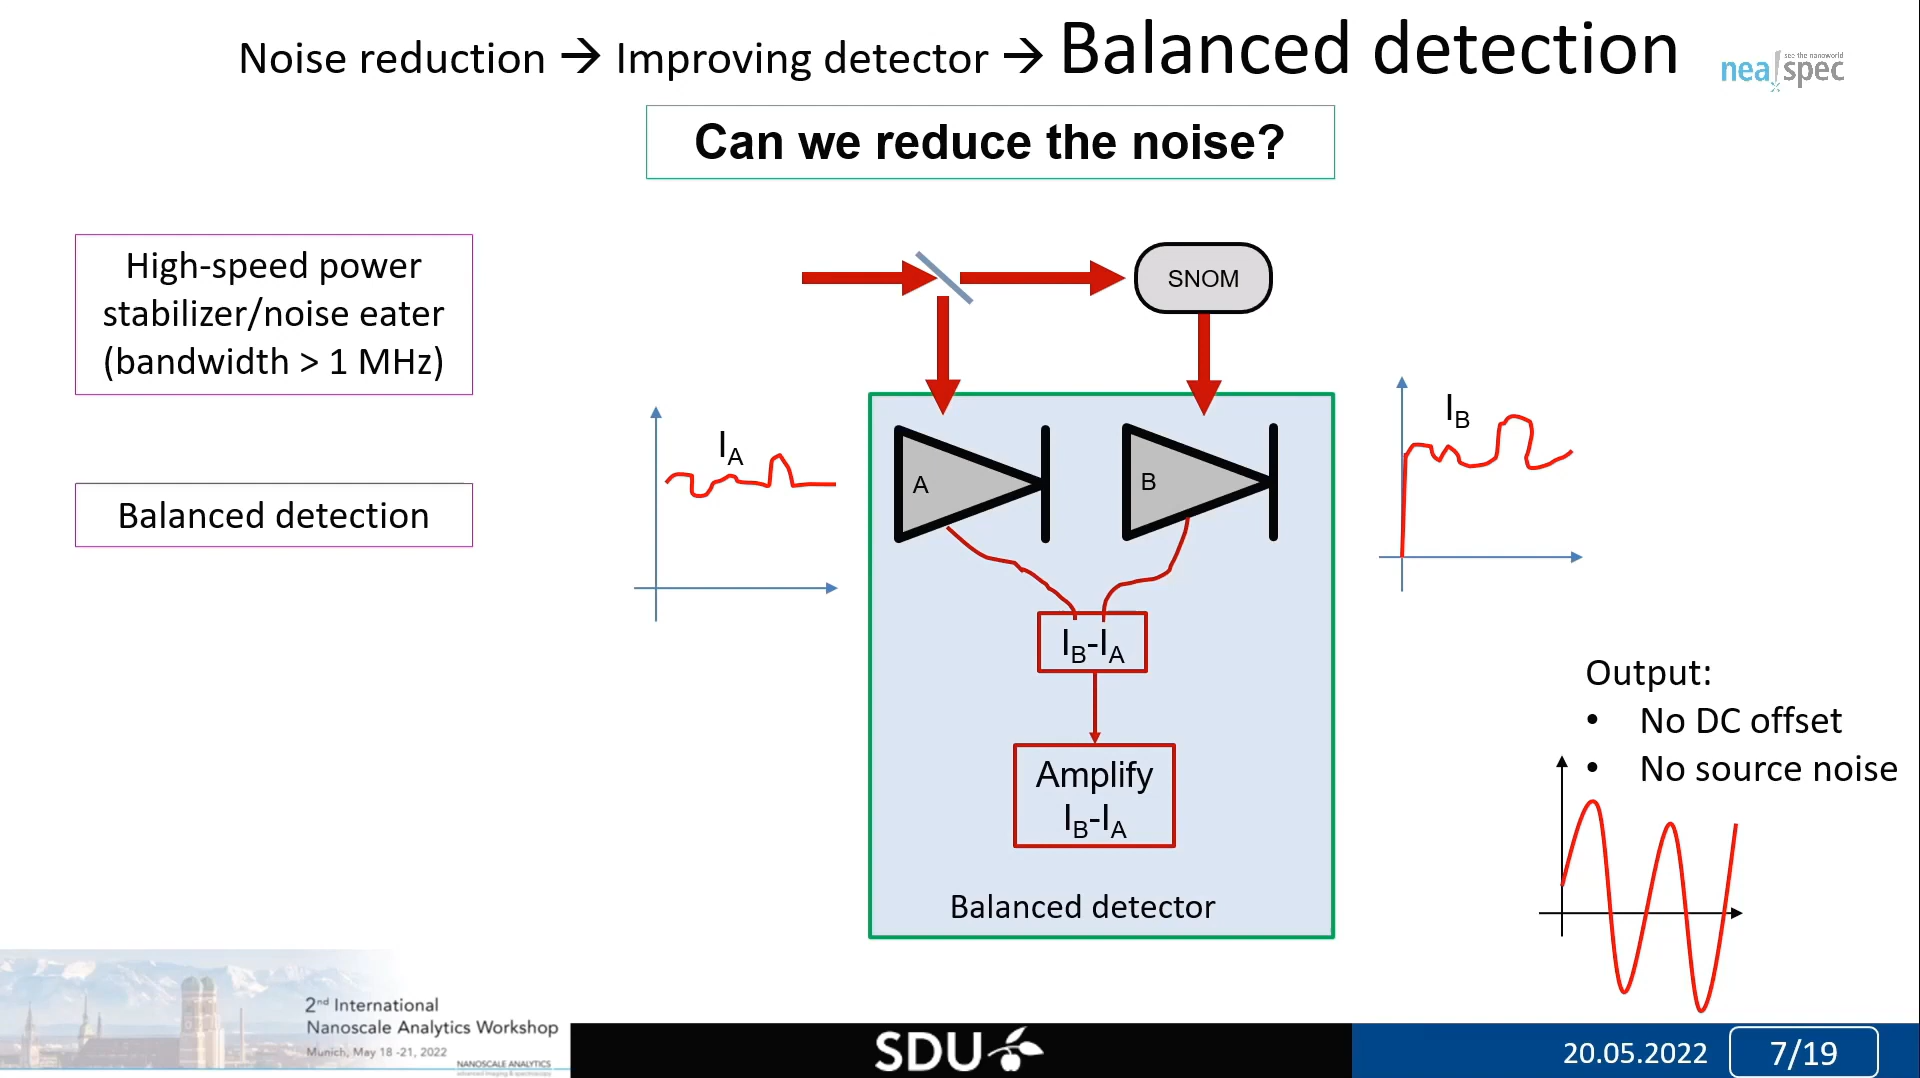 Noise reduction → Improving detector → Balanced detection
see the nanoworld
neaspec
Can we reduce the noise?
High-speed power
stabilizer/noise eater
(bandwidth > 1 MHz)
Balanced detection
SNOM
I_A
I_B
A
B
I_B-I_A
Amplify
I_B-I_A
Balanced detector
Output:
• No DC offset
• No source noise
2nd International
Nanoscale Analytics Workshop
Munich, May 18 -21, 2022
NANOSCALE ANALYTICS
SDU
20.05.2022
7/19